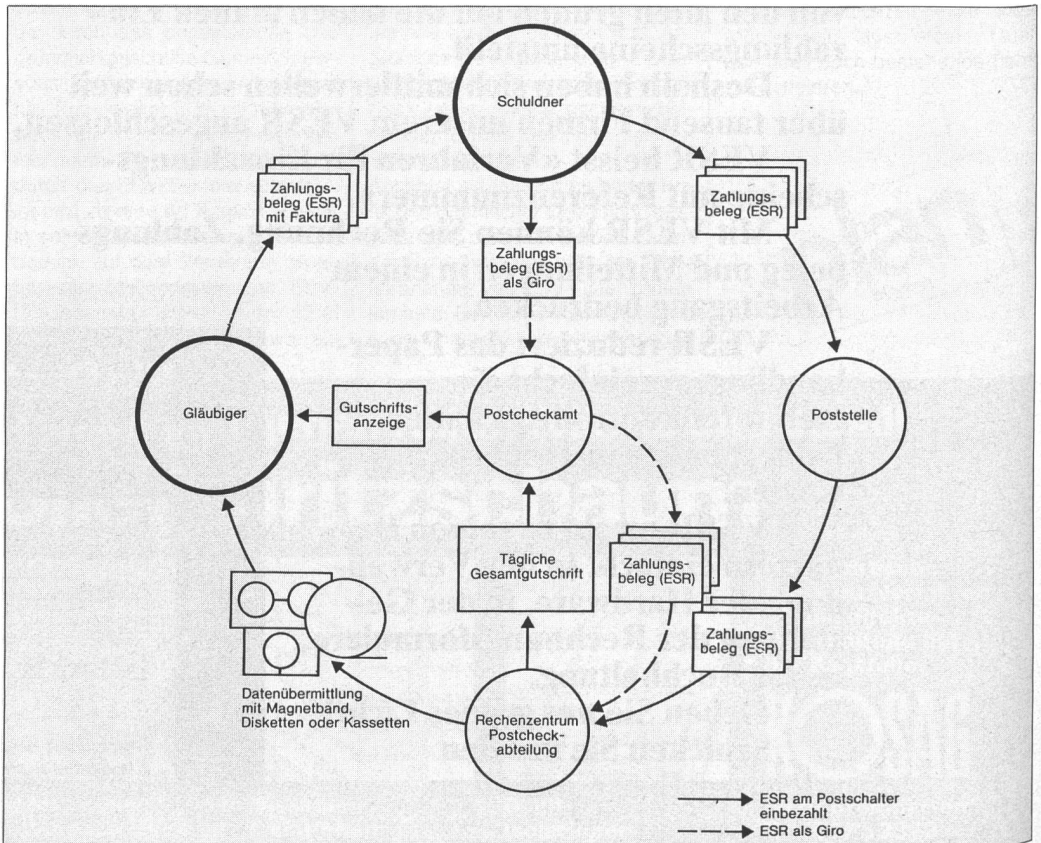 Schuldner
Zahlungs-
beleg (ESR)
mit Faktura
Zahlungs-
beleg (ESR)
Zahlungs-
beleg (ESR)
als Giro
Gläubiger
Gutschrifts-
anzeige
Postcheckamt
Poststelle
Tägliche
Gesamtgutschrift
Zahlungs-
beleg (ESR)
Zahlungs-
beleg (ESR)
Datenübermittlung
mit Magnetband,
Disketten oder Kassetten
Rechenzentrum
Postcheck-
abteilung
ESR am Postschalter
einbezahlt
ESR als Giro